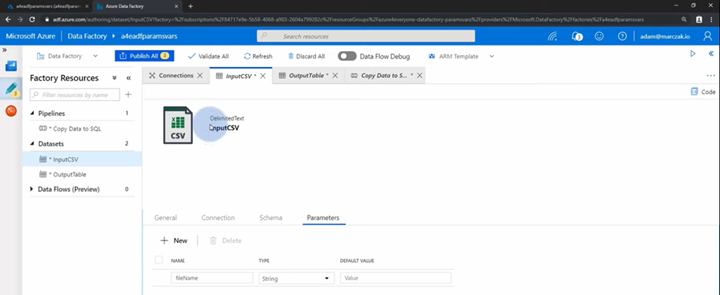 a4eadfparamsvars
a4eadfparamsvars - Azure Data F
adf.azure.com/authoring/dataset/InputCSV?factory=%2Fsubscriptions%2F
Microsoft Azure
Data Factory
a4eadfparamsvars
Search resources
adam@marczak.io
Data Factory
Publish All
2
Validate All
Refresh
Discard All
Data Flow Debug
ARM Template
Factory Resources
Connections
InputCSV *
OutputTable *
Copy Data to S... *
Filter resources by name
Code
Pipelines
1
* Copy Data to SQL
Datasets
2
* InputCSV
* OutputTable
Data Flows (Preview)
0
CSV
DelimitedText
InputCSV
General
Connection
Schema
Parameters
New
Delete
NAME
TYPE
DEFAULT VALUE
fileName
String
Value